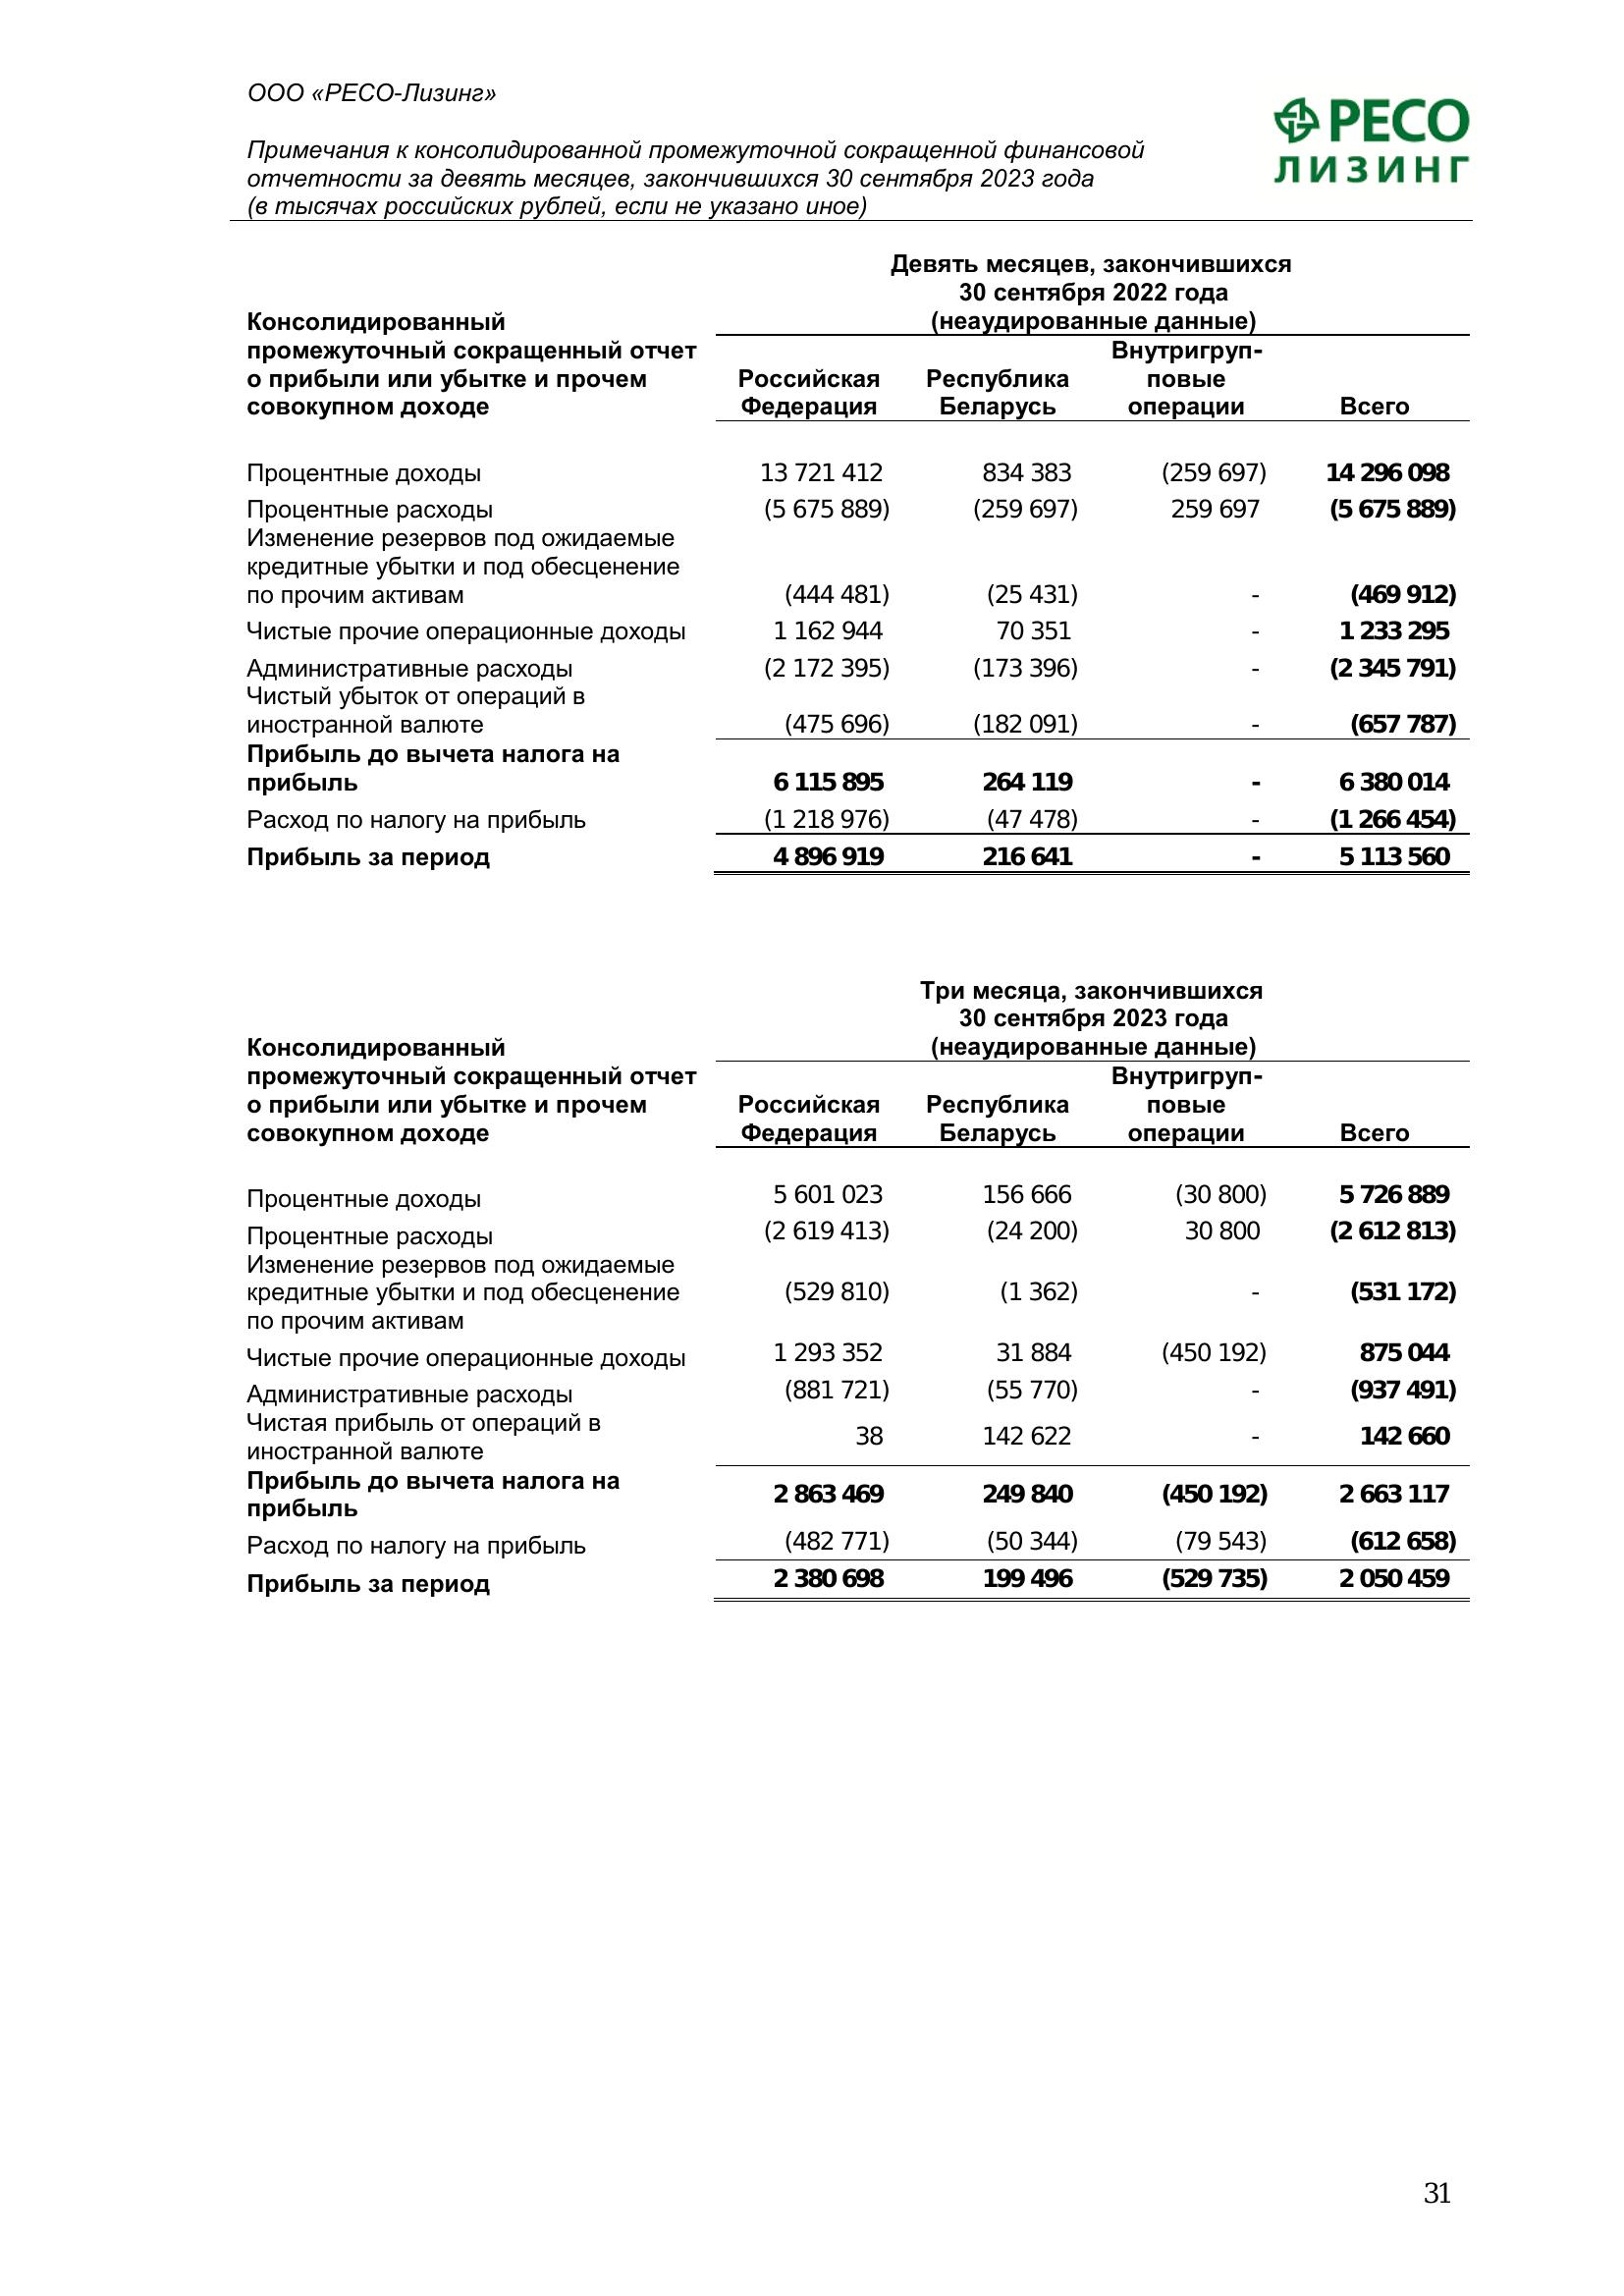 ООО «РЕСО-Лизинг»
РЕСО
ЛИЗИНГ
Примечания к консолидированной промежуточной сокращенной финансовой
отчетности за девять месяцев, закончившихся 30 сентября 2023 года
(в тысячах российских рублей, если не указано иное)
Девять месяцев, закончившихся
30 сентября 2022 года
(неаудированные данные)
Консолидированный
промежуточный сокращенный отчет
о прибыли или убытке и прочем
совокупном доходе
Российская
Федерация
Республика
Беларусь
Внутригруп-
повые
операции
Всего
Процентные доходы 13 721 412 834 383 (259 697) 14 296 098
Процентные расходы (5 675 889) (259 697) 259 697 (5 675 889)
Изменение резервов под ожидаемые
кредитные убытки и под обесценение
по прочим активам (444 481) (25 431) - (469 912)
Чистые прочие операционные доходы 1 162 944 70 351 - 1 233 295
Административные расходы (2 172 395) (173 396) - (2 345 791)
Чистый убыток от операций в
иностранной валюте (475 696) (182 091) - (657 787)
Прибыль до вычета налога на
прибыль 6 115 895 264 119 - 6 380 014
Расход по налогу на прибыль (1 218 976) (47 478) - (1 266 454)
Прибыль за период 4 896 919 216 641 - 5 113 560
Три месяца, закончившихся
30 сентября 2023 года
(неаудированные данные)
Консолидированный
промежуточный сокращенный отчет
о прибыли или убытке и прочем
совокупном доходе
Российская
Федерация
Республика
Беларусь
Внутригруп-
повые
операции
Всего
Процентные доходы 5 601 023 156 666 (30 800) 5 726 889
Процентные расходы (2 619 413) (24 200) 30 800 (2 612 813)
Изменение резервов под ожидаемые
кредитные убытки и под обесценение (529 810) (1 362) - (531 172)
по прочим активам
Чистые прочие операционные доходы 1 293 352 31 884 (450 192) 875 044
Административные расходы (881 721) (55 770) - (937 491)
Чистая прибыль от операций в
иностранной валюте 38 142 622 - 142 660
Прибыль до вычета налога на
прибыль 2 863 469 249 840 (450 192) 2 663 117
Расход по налогу на прибыль (482 771) (50 344) (79 543) (612 658)
Прибыль за период 2 380 698 199 496 (529 735) 2 050 459
31